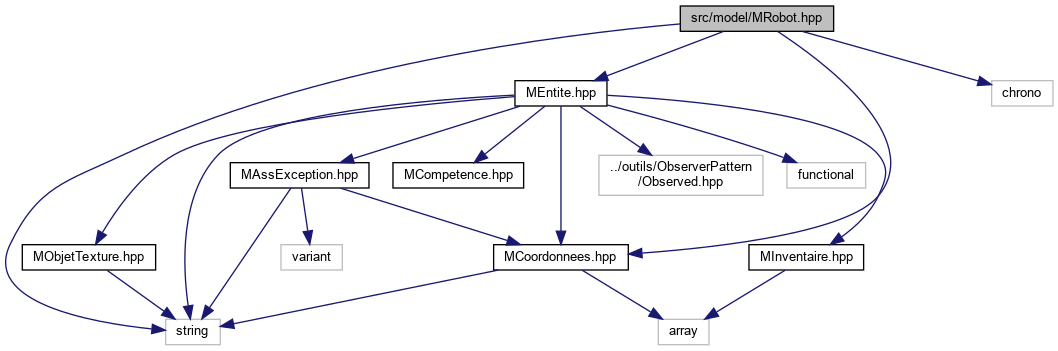 src/model/MRobot.hpp
MEntite.hpp
chrono
MAssException.hpp
MCompetence.hpp
../outils/ObserverPattern
/Observed.hpp
functional
MObjetTexture.hpp
variant
MCoordonnees.hpp
MInventaire.hpp
string
array